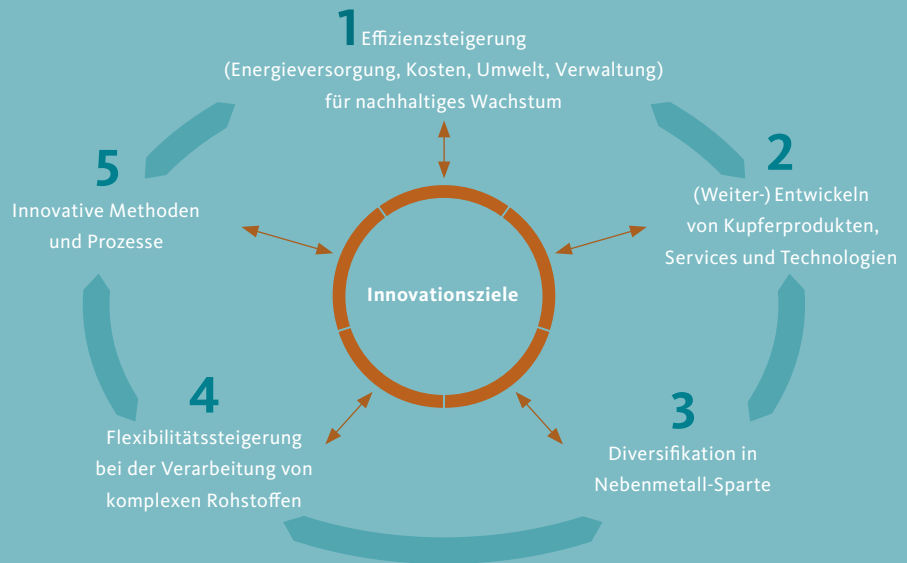 1 Effizienzsteigerung
(Energieversorgung, Kosten, Umwelt, Verwaltung)
für nachhaltiges Wachstum
2
(Weiter-) Entwickeln
von Kupferprodukten,
Services und Technologien
3
Diversifikation in
Nebenmetall-Sparte
4
Flexibilitätssteigerung
bei der Verarbeitung von
komplexen Rohstoffen
5
Innovative Methoden
und Prozesse
Innovationsziele